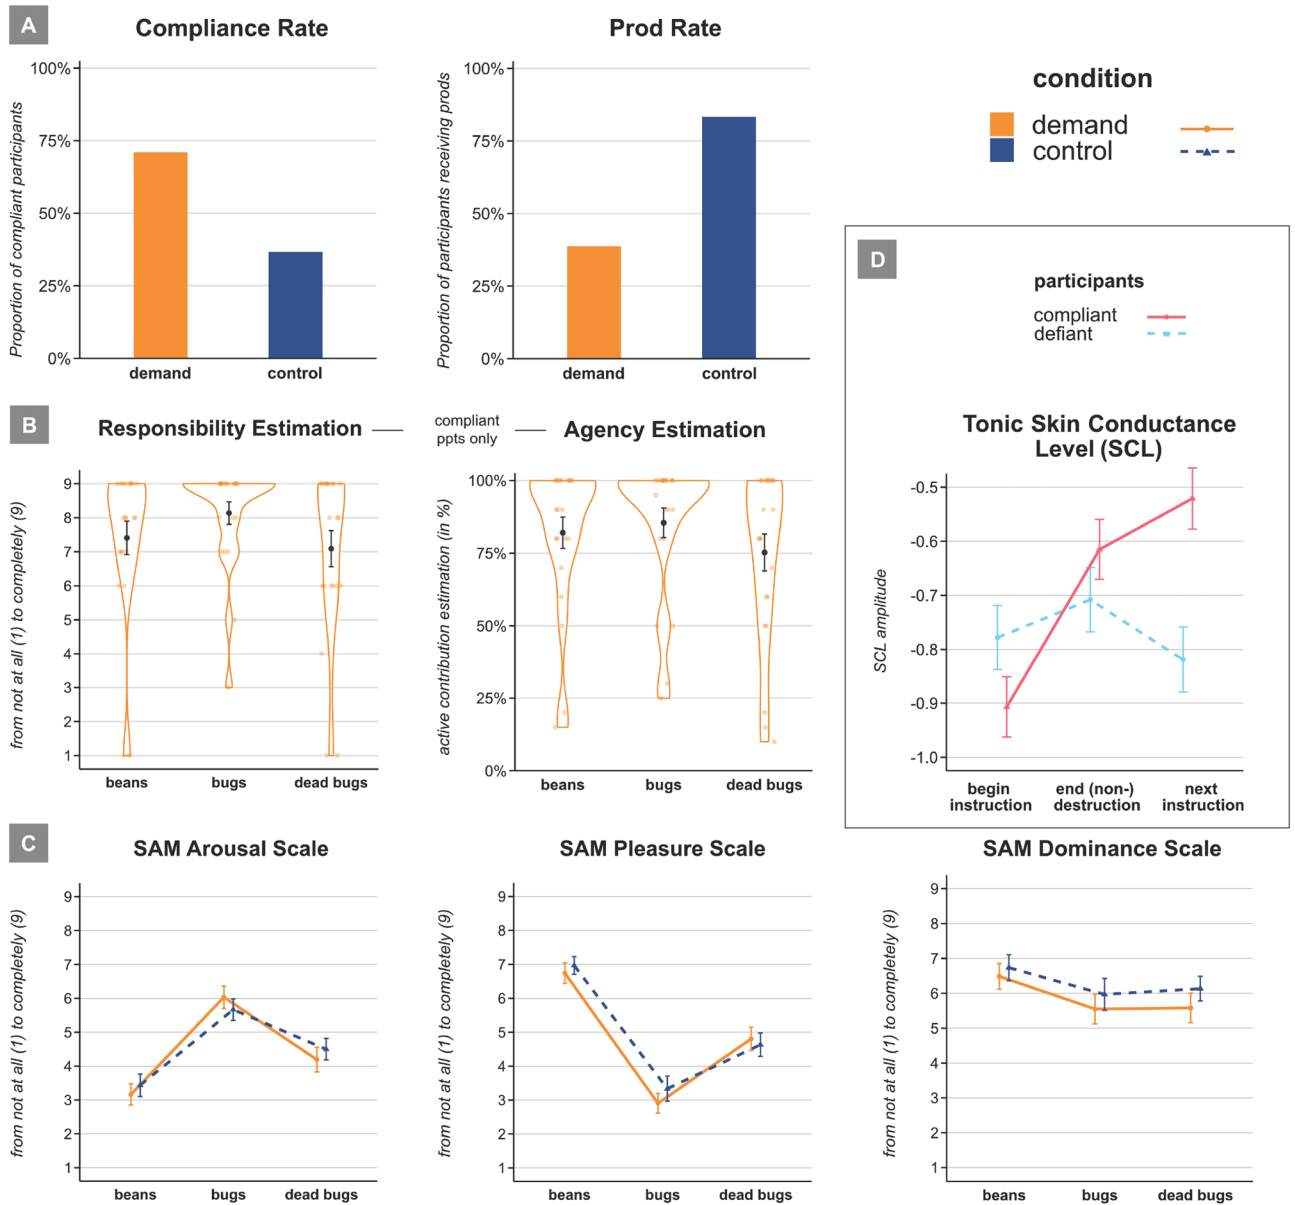 A
Compliance Rate
Proportion of compliant participants
100%
75%
50%
25%
0%
demand
control
Prod Rate
Proportion of participants receiving prods
100%
75%
50%
25%
0%
demand
control
condition
demand
control
B
Responsibility Estimation
compliant
ppts only
from not at all (1) to completely (9)
9
8
7
6
5
4
3
2
1
beans
bugs
dead bugs
Agency Estimation
active contribution estimation (in %)
100%
75%
50%
25%
0%
beans
bugs
dead bugs
D
participants
compliant
defiant
Tonic Skin Conductance
Level (SCL)
SCL amplitude
-0.5
-0.6
-0.7
-0.8
-0.9
-1.0
begin
instruction
end (non-)
destruction
next
instruction
C
SAM Arousal Scale
from not at all (1) to completely (9)
9
8
7
6
5
4
3
2
1
beans
bugs
dead bugs
SAM Pleasure Scale
from not at all (1) to completely (9)
9
8
7
6
5
4
3
2
1
beans
bugs
dead bugs
SAM Dominance Scale
from not at all (1) to completely (9)
9
8
7
6
5
4
3
2
1
beans
bugs
dead bugs